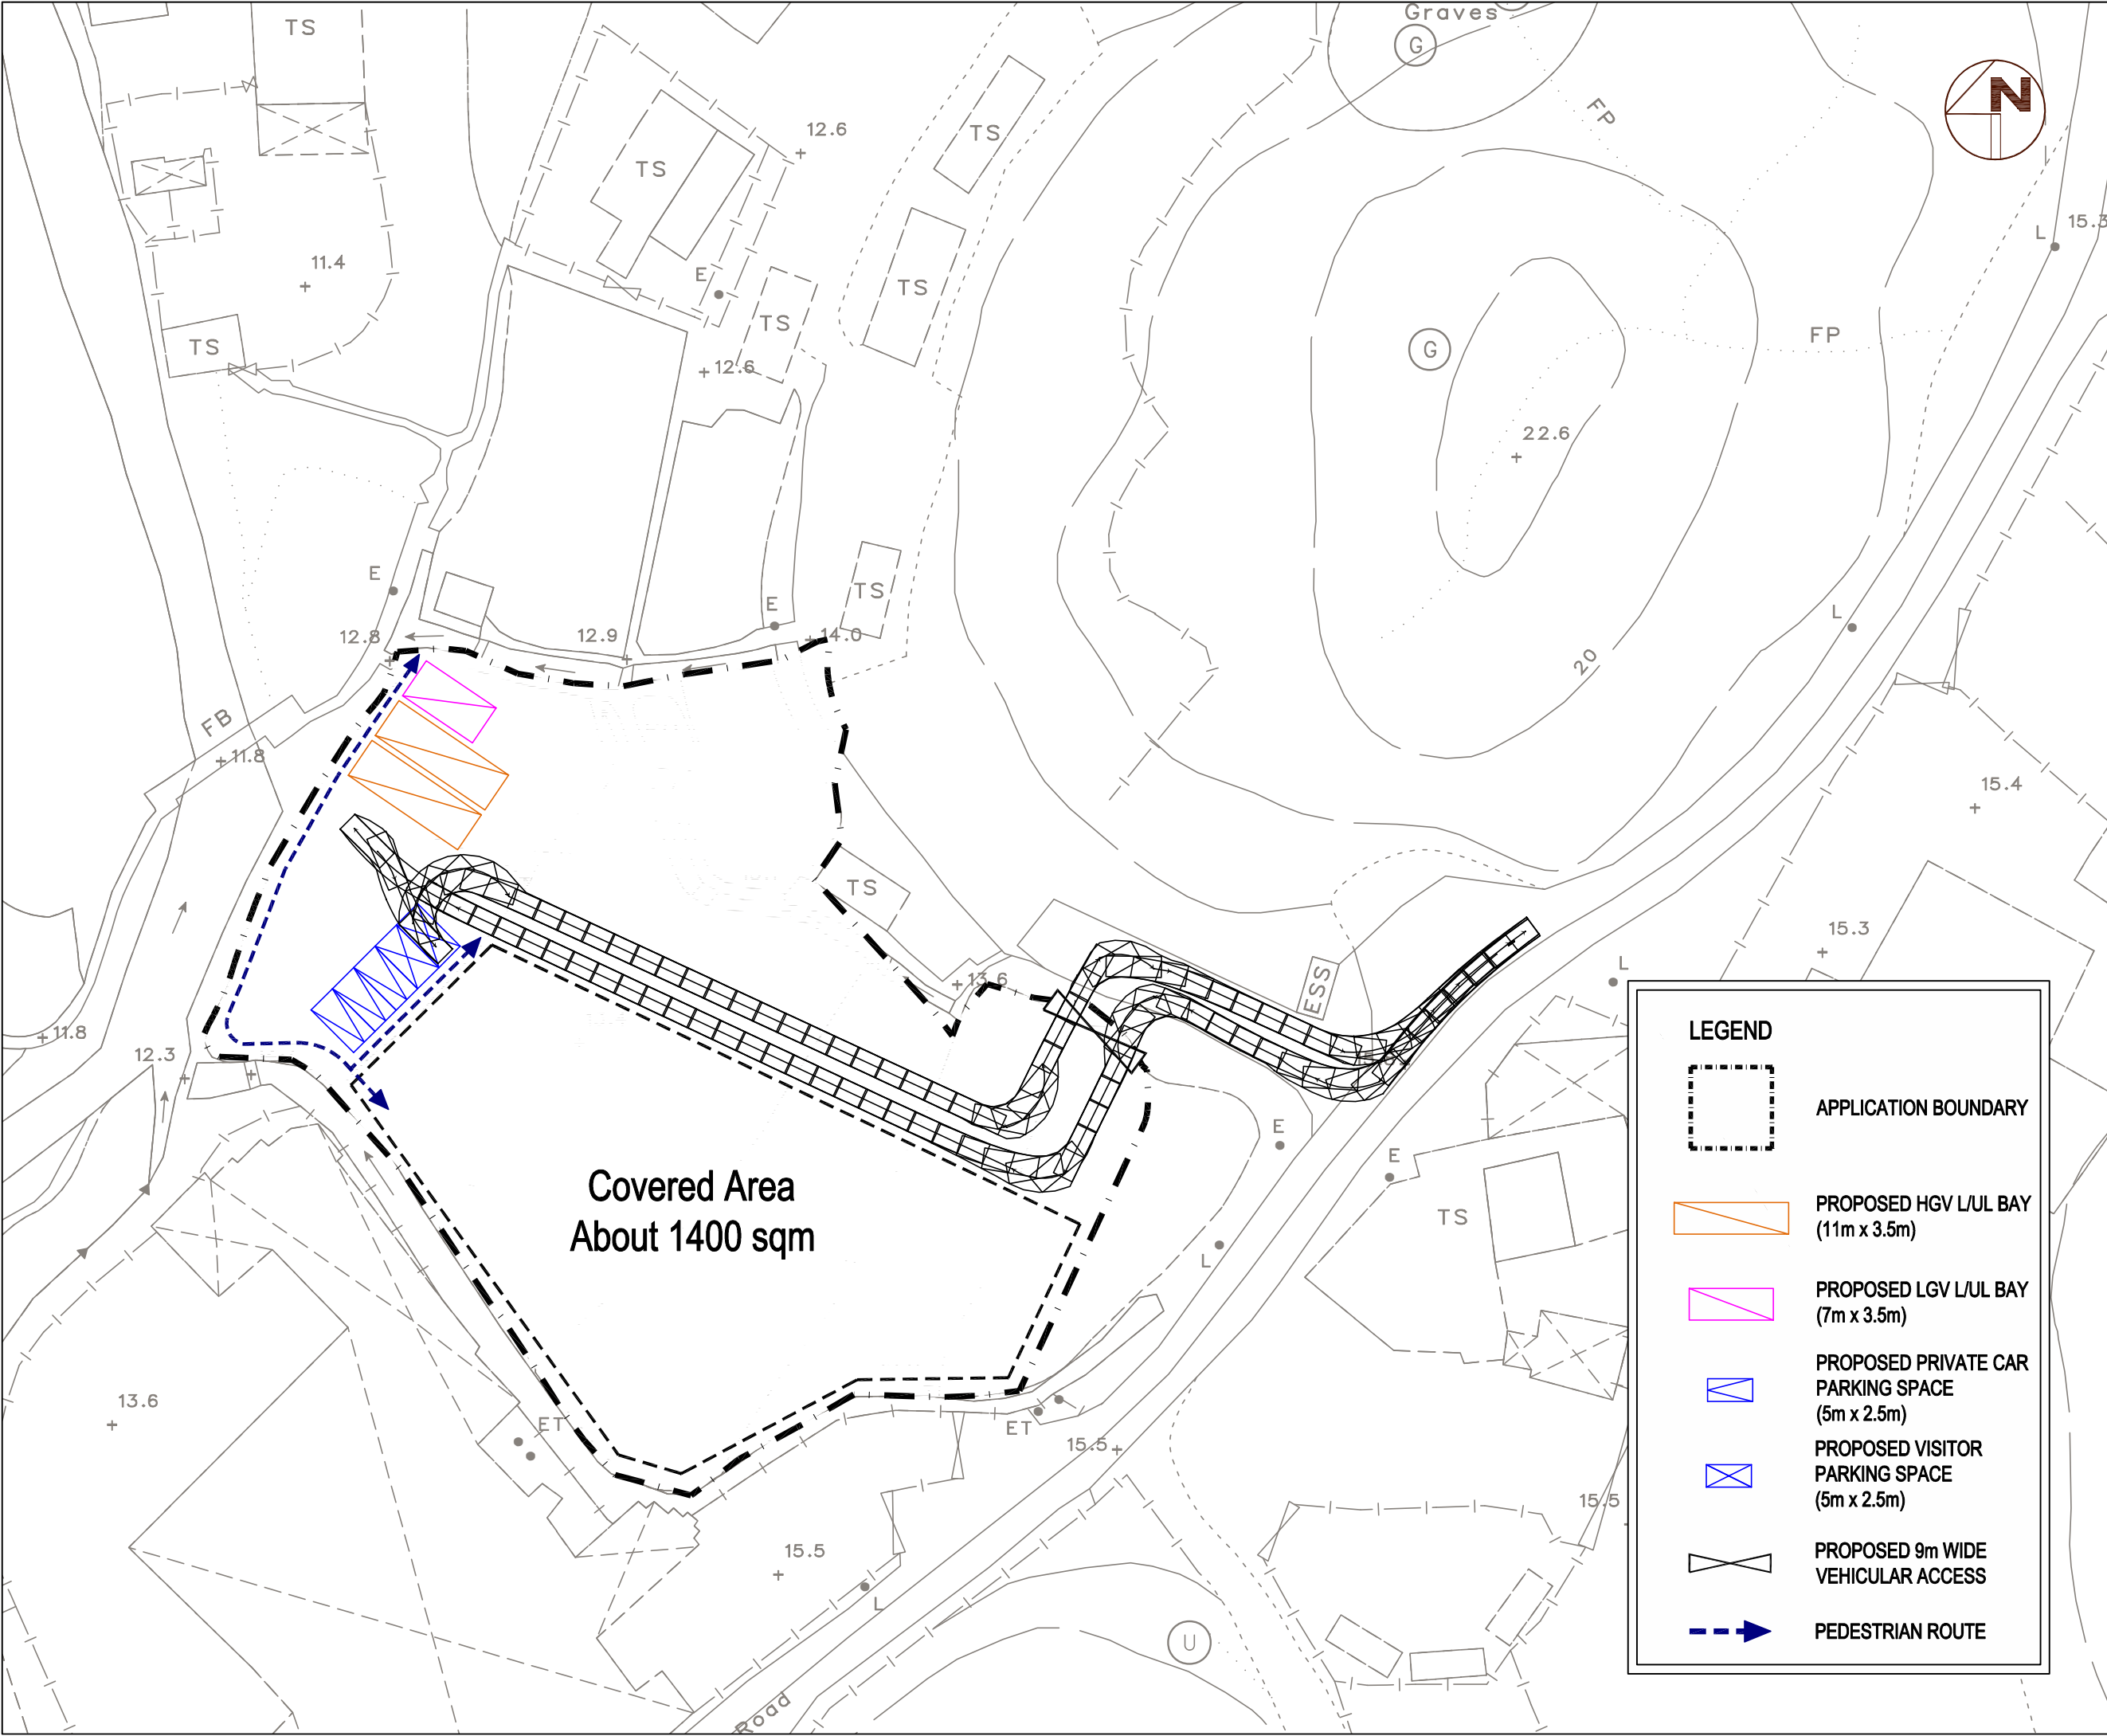 Graves
G
TS
N
FP
TS
12.6
TS
15.3
L
11.4
E
TS
TS
TS
FP
G
12.6
22.6
E
TS
E
L
12.8
12.9
14.0
20
FB
11.8
15.4
TS
15.3
13.6
ESS
L
11.8
12.3
E
E
Covered Area
About 1400 sqm
TS
L
13.6
ET
ET
15.5
15.5
15.5
L
U
Road
LEGEND
APPLICATION BOUNDARY
PROPOSED HGV L/UL BAY
(11m x 3.5m)
PROPOSED LGV L/UL BAY
(7m x 3.5m)
PROPOSED PRIVATE CAR
PARKING SPACE
(5m x 2.5m)
PROPOSED VISITOR
PARKING SPACE
(5m x 2.5m)
PROPOSED 9m WIDE
VEHICULAR ACCESS
PEDESTRIAN ROUTE